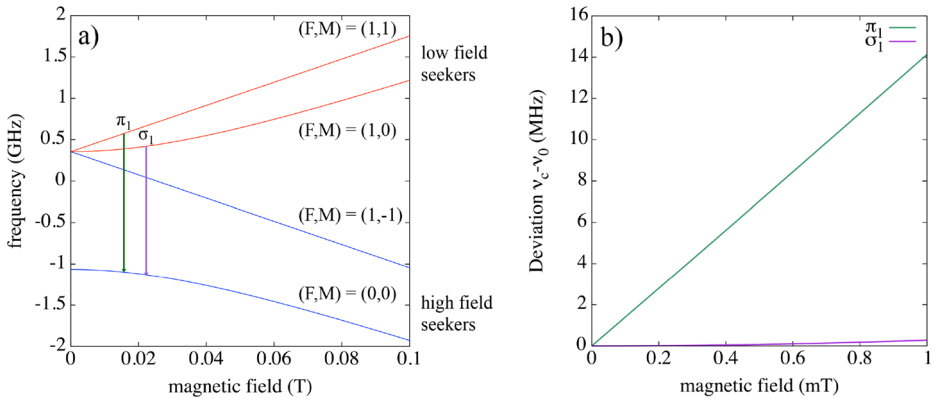 a)
2
1.5
1
0.5
0
-0.5
-1
-1.5
-2
frequency (GHz)
(F,M) = (1,1)
low field
seekers
π₁
σ₁
(F,M) = (1,0)
(F,M) = (1,-1)
(F,M) = (0,0)
high field
seekers
0
0.02
0.04
0.06
0.08
0.1
magnetic field (T)
b)
π₁
σ₁
16
14
12
10
8
6
4
2
0
Deviation ν_c-ν₀ (MHz)
0
0.2
0.4
0.6
0.8
1
magnetic field (mT)